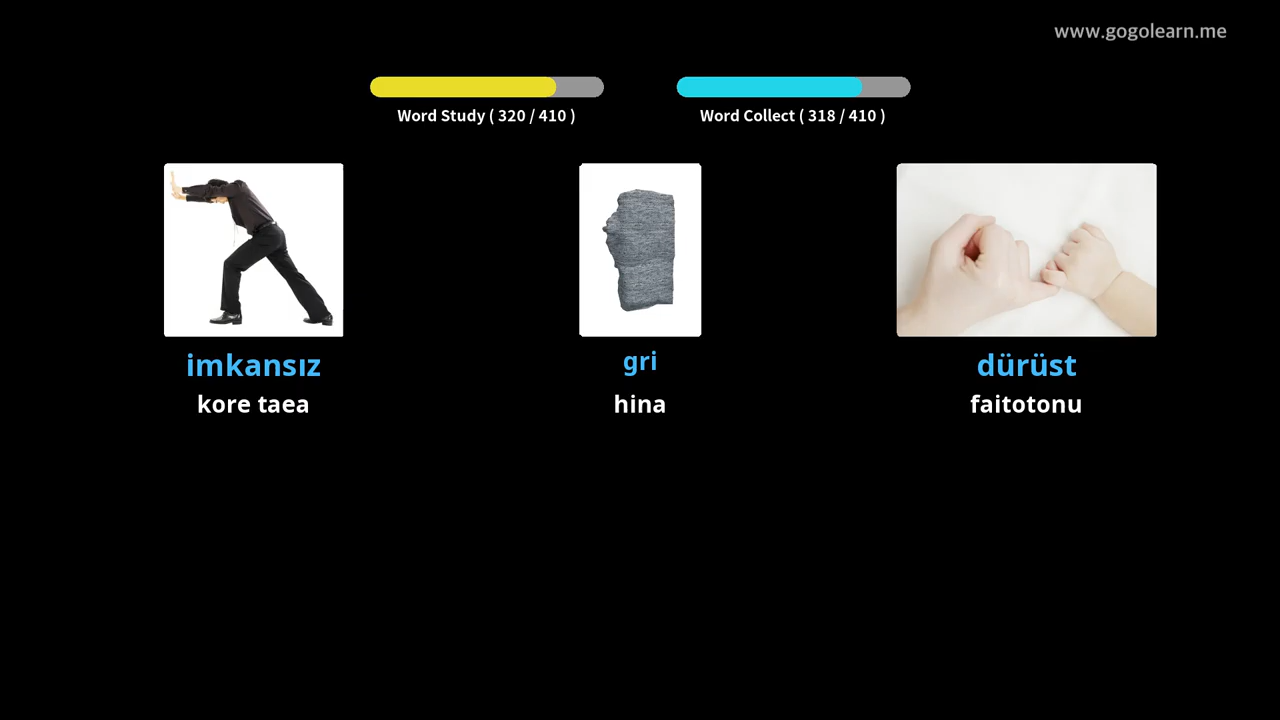 www.gogolearn.me
Word Study ( 320 / 410 )
Word Collect ( 318 / 410 )
imkansız
kore taea
gri
hina
dürüst
faitotonu